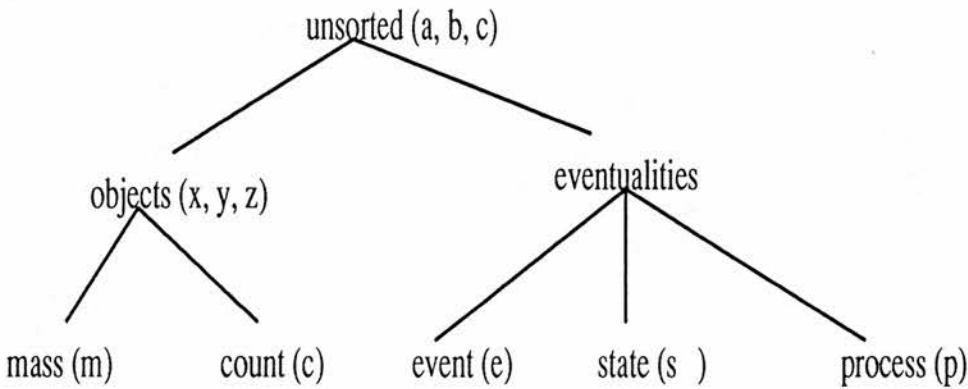 unsorted (a, b, c)
objects (x, y, z) eventualities
mass (m) count (c) event (e) state (s ) process (p)